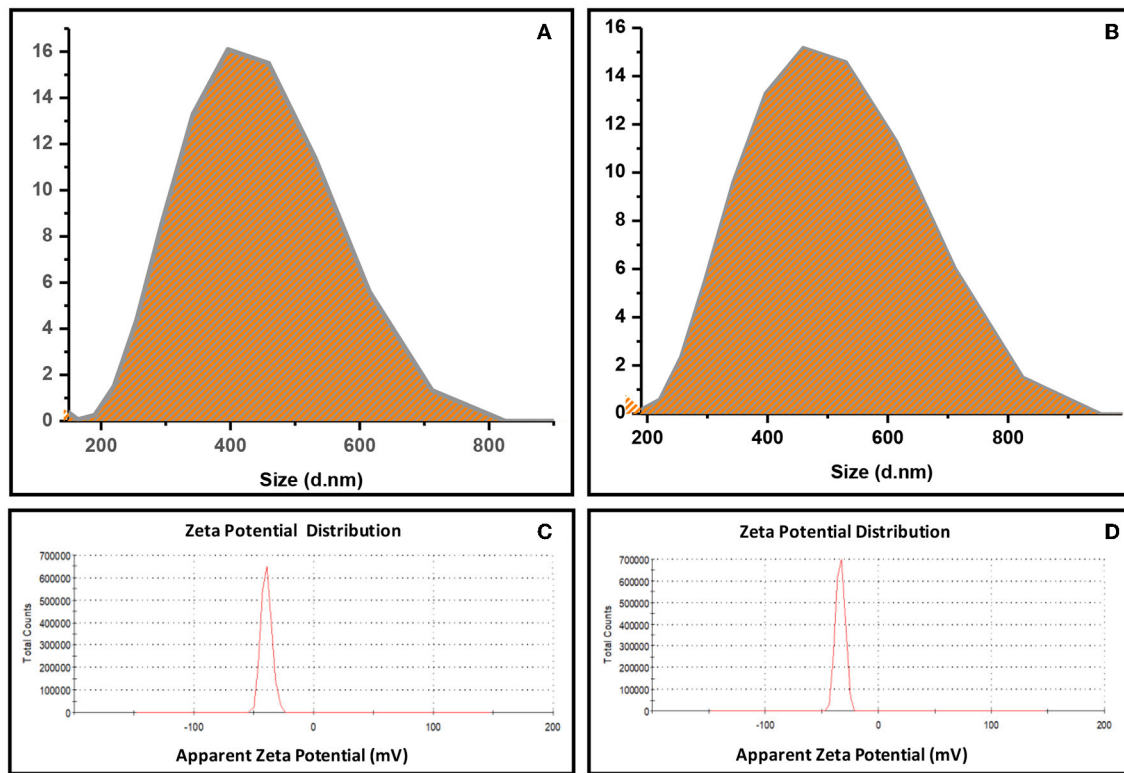 A
16
14
12
10
8
6
4
2
0
200 400 600 800
Size (d.nm)
B
16
14
12
10
8
6
4
2
0
200 400 600 800
Size (d.nm)
Zeta Potential Distribution
C
700000
600000
500000
400000
300000
200000
100000
0
Total Counts
-100 0 100 200
Apparent Zeta Potential (mV)
Zeta Potential Distribution
D
700000
600000
500000
400000
300000
200000
100000
0
Total Counts
-100 0 100 200
Apparent Zeta Potential (mV)